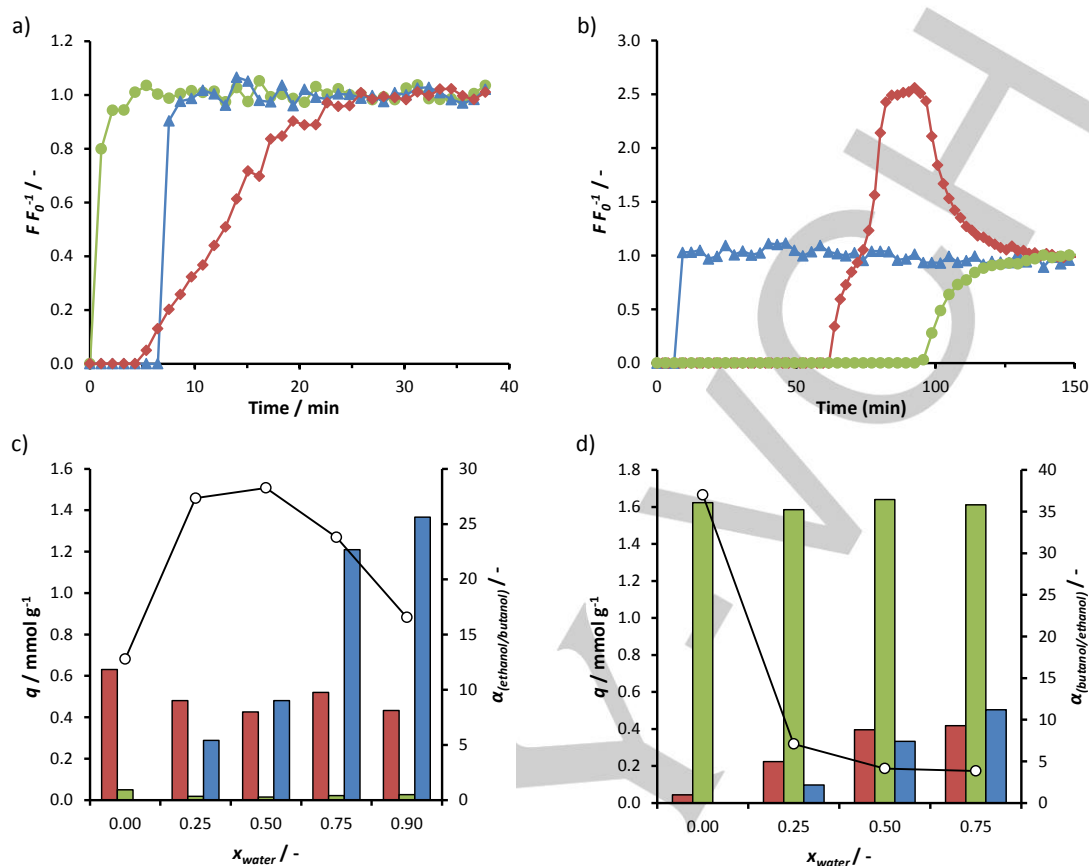 a)
1.2
1.0
0.8
0.6
0.4
0.2
0.0
F F0-1 / -
0 10 20 30 40
Time / min
b)
3.0
2.5
2.0
1.5
1.0
0.5
0.0
F F0-1 / -
0 50 100 150
Time (min)
c)
1.6
1.4
1.2
1.0
0.8
0.6
0.4
0.2
0.0
q / mmol g-1
30
25
20
15
10
5
0
α(ethanol/butanol) / -
0.00 0.25 0.50 0.75 0.90
xwater / -
d)
1.8
1.6
1.4
1.2
1.0
0.8
0.6
0.4
0.2
0.0
q / mmol g-1
40
35
30
25
20
15
10
5
0
α(butanol/ethanol) / -
0.00 0.25 0.50 0.75
xwater / -